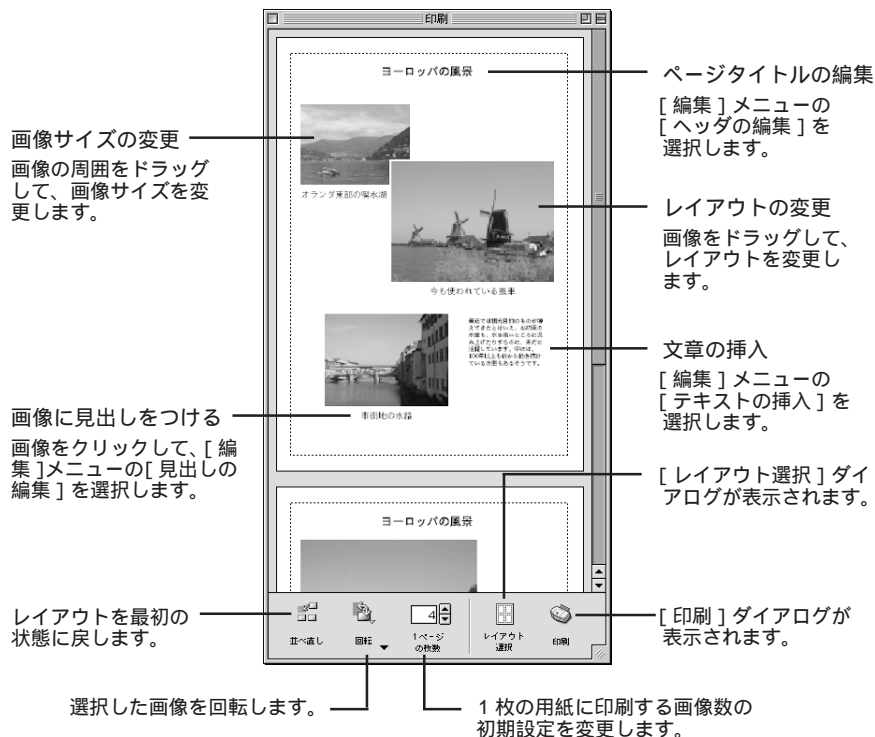 印刷
ヨーロッパの風景
ページタイトルの編集
[ 編集 ] メニューの
[ ヘッダの編集 ] を
選択します。
画像サイズの変更
画像の周囲をドラッグ
して、画像サイズを変
更します。
オランダ東部の喫水湖
レイアウトの変更
画像をドラッグして、
レイアウトを変更し
ます。
今も使われている風車
文章の挿入
[ 編集 ] メニューの
[ テキストの挿入 ] を
選択します。
画像に見出しをつける
画像をクリックして、[ 編
集 ]メニューの[ 見出しの
編集 ] を選択します。
市街地の水路
[ レイアウト選択 ] ダイ
アログが表示されます。
ヨーロッパの風景
レイアウトを最初の
状態に戻します。
並べ直し
回転
4
1ページ
の枚数
レイアウト
選択
印刷
[ 印刷 ] ダイアログが
表示されます。
選択した画像を回転します。
1 枚の用紙に印刷する画像数の
初期設定を変更します。